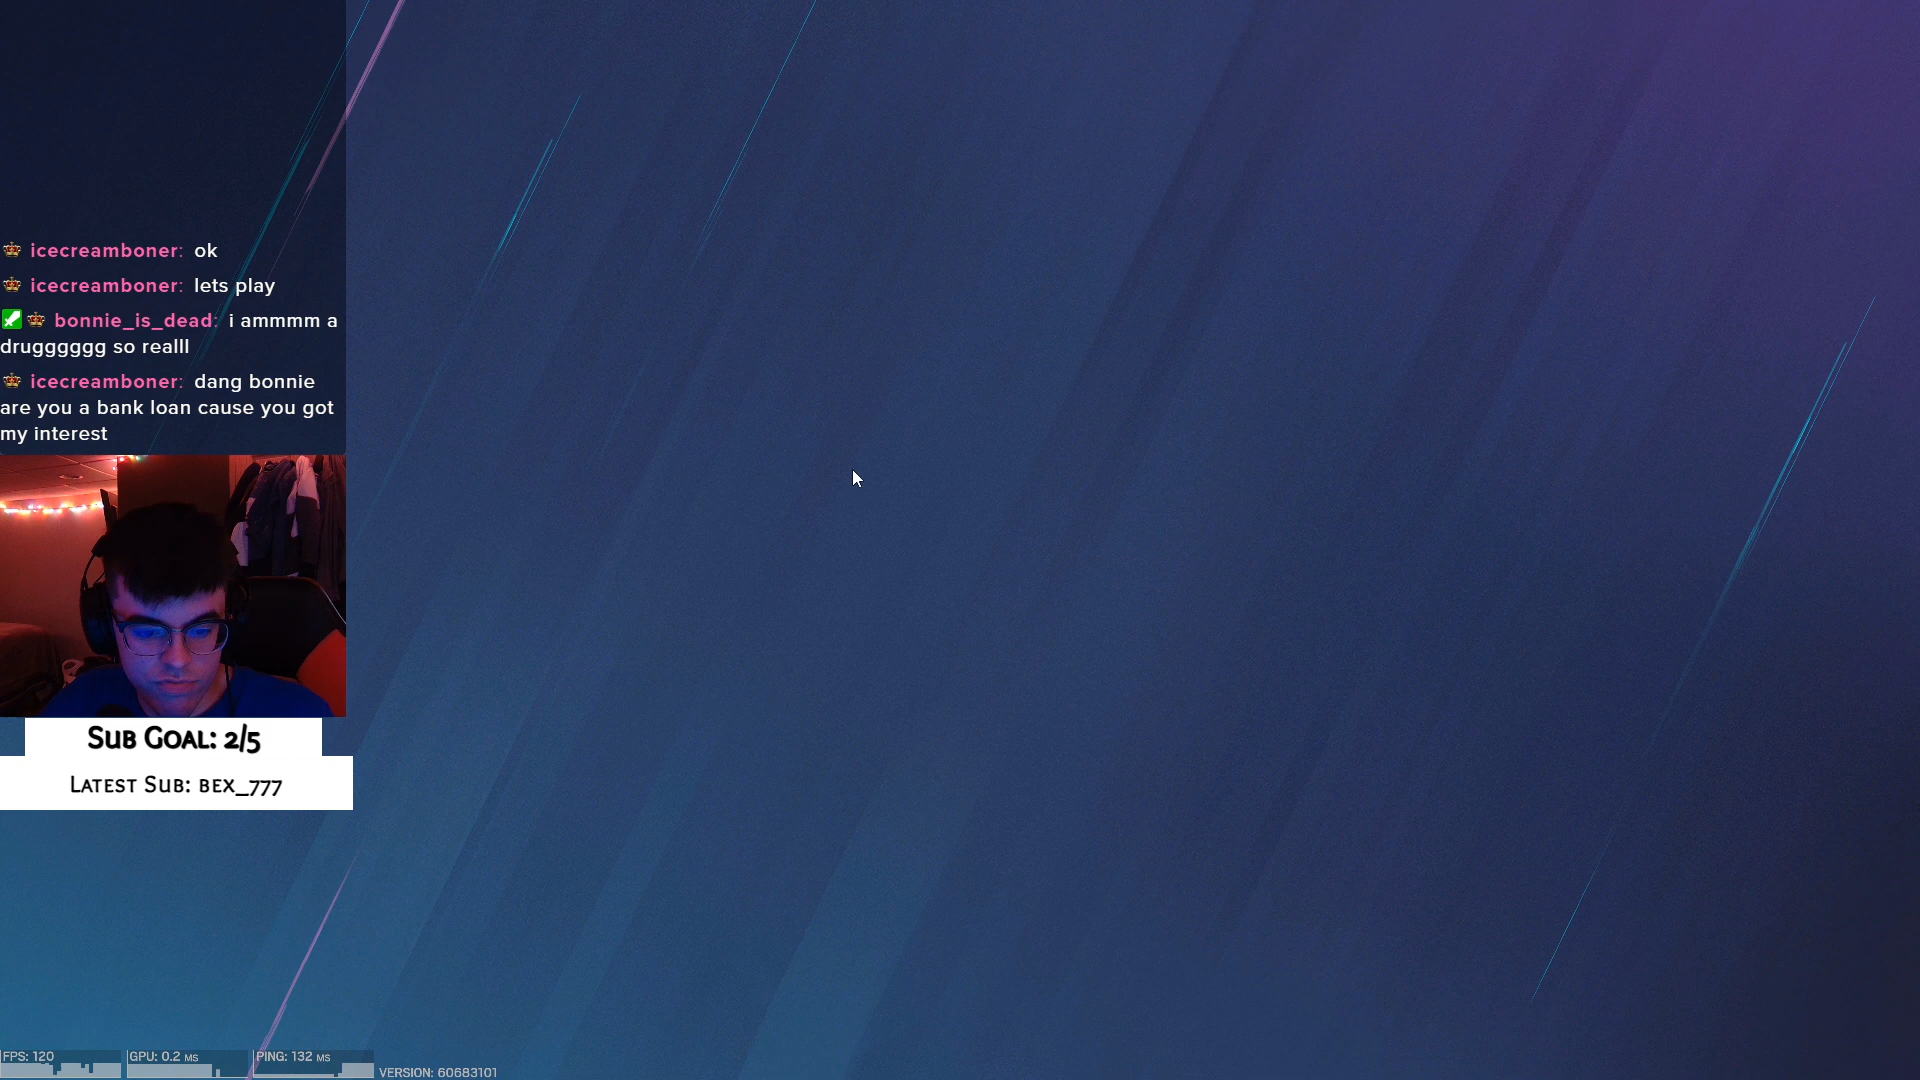 icecreamboner: ok
icecreamboner: lets play
bonnie_is_dead: i ammmm a
drugggggg so realll
icecreamboner: dang bonnie
are you a bank loan cause you got
my interest
Sub Goal: 2/5
Latest Sub: bex_777
FPS: 120
GPU: 0.2 MS
PING: 132 MS
VERSION: 60683101